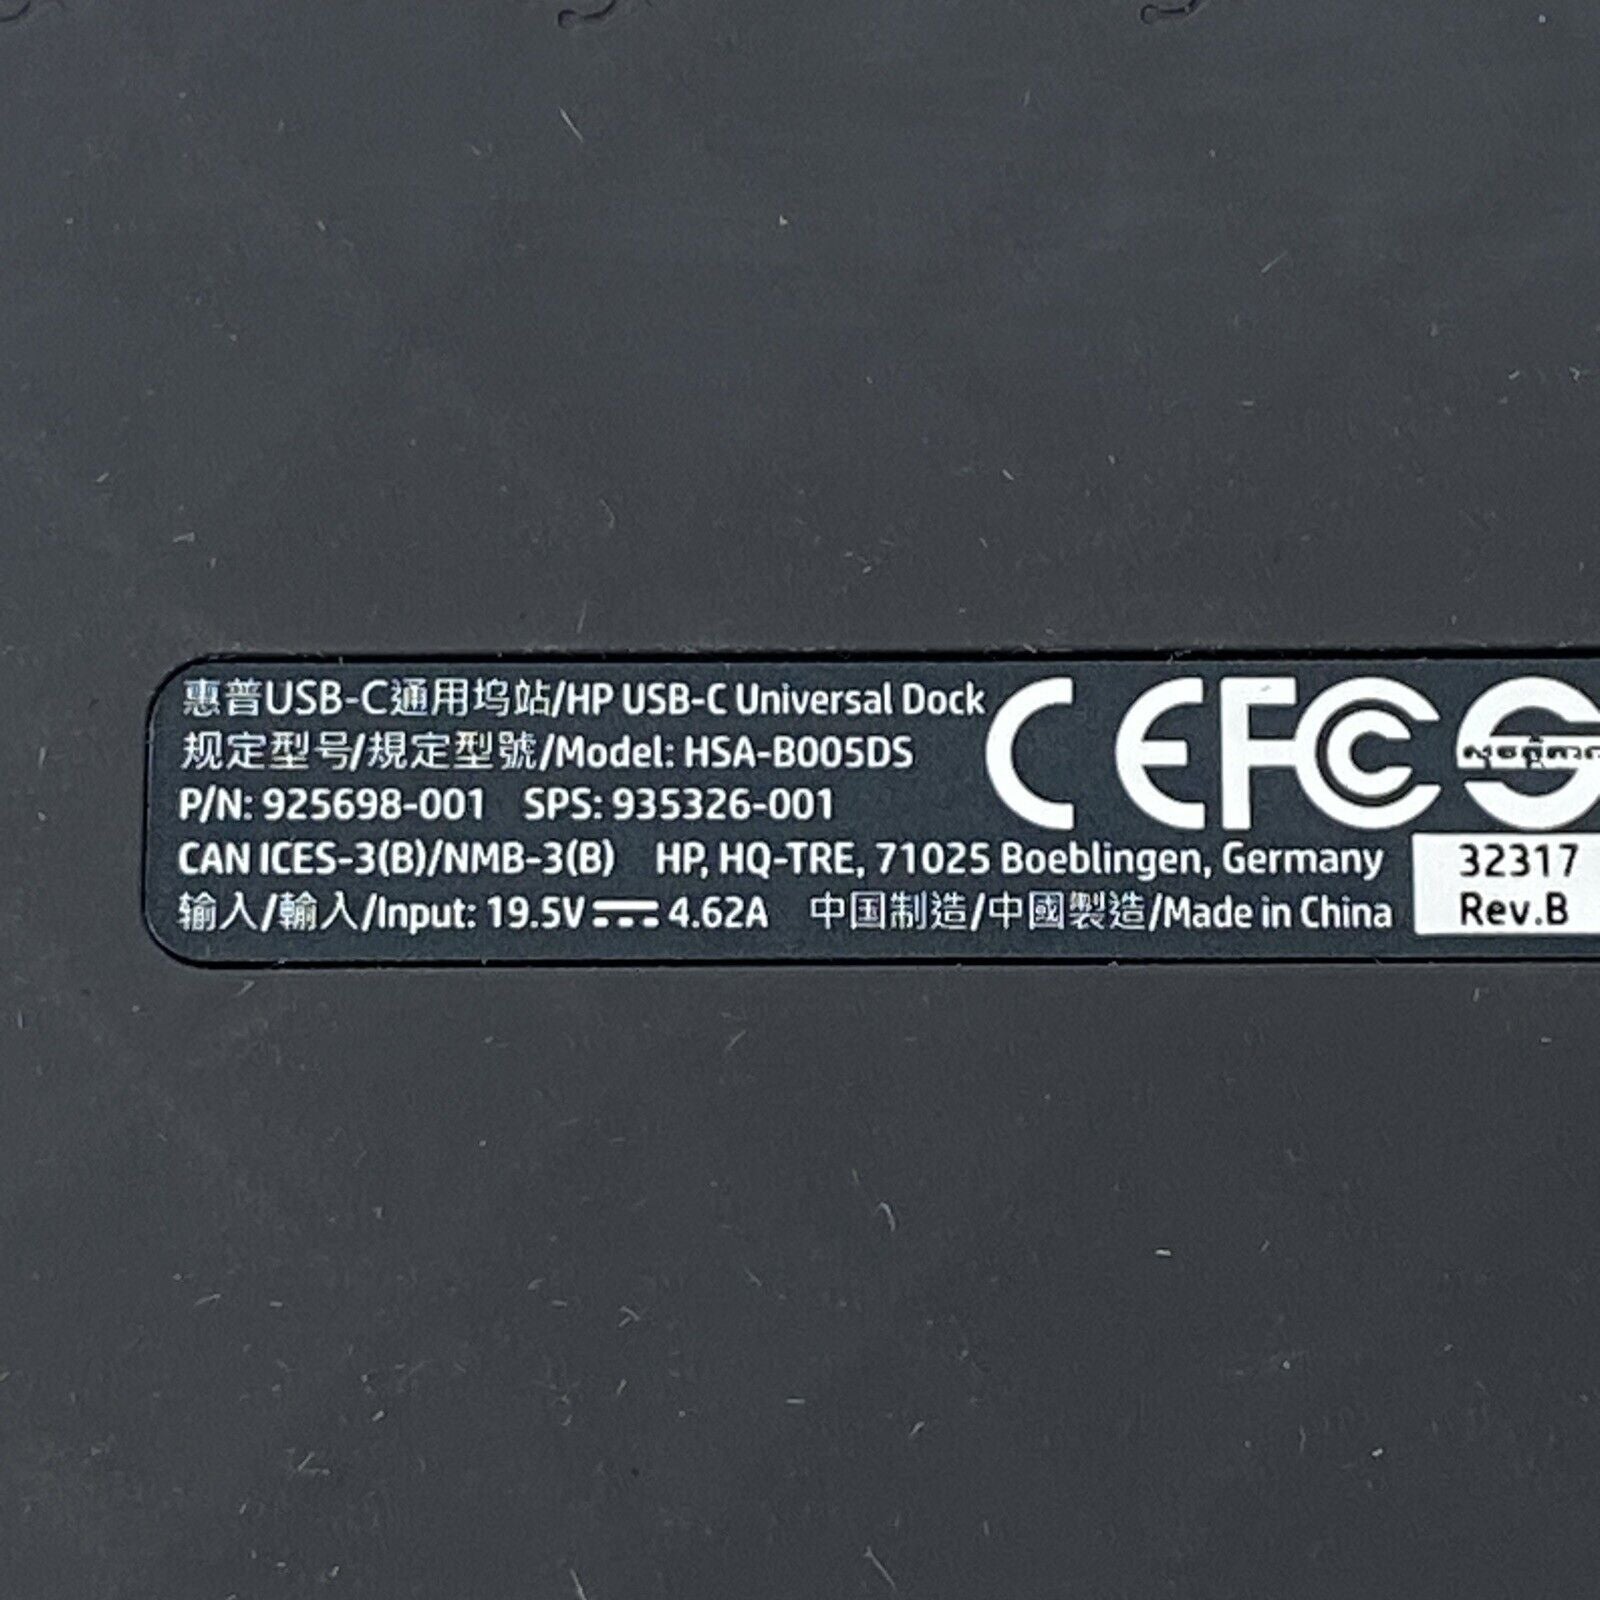 惠普USB-C通用坞站/HP USB-C Universal Dock
规定型号/規定型號/Model: HSA-B005DS
P/N: 925698-001 SPS: 935326-001
CAN ICES-3(B)/NMB-3(B) HP, HQ-TRE, 71025 Boeblingen, Germany
输入/輸入/Input: 19.5V⎓4.62A 中国制造/中國製造/Made in China
CE FC
32317
Rev.B